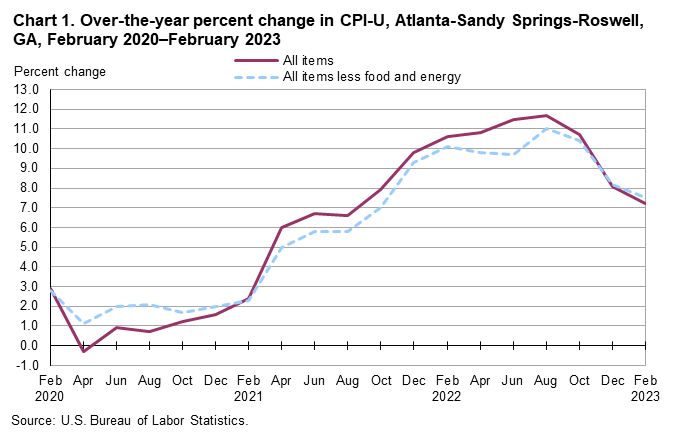 Chart 1. Over-the-year percent change in CPI-U, Atlanta-Sandy Springs-Roswell,
GA, February 2020–February 2023
Percent change
All items
All items less food and energy
13.0
12.0
11.0
10.0
9.0
8.0
7.0
6.0
5.0
4.0
3.0
2.0
1.0
0.0
-1.0
Feb Apr Jun Aug Oct Dec Feb Apr Jun Aug Oct Dec Feb Apr Jun Aug Oct Dec Feb
2020 2021 2022 2023
Source: U.S. Bureau of Labor Statistics.